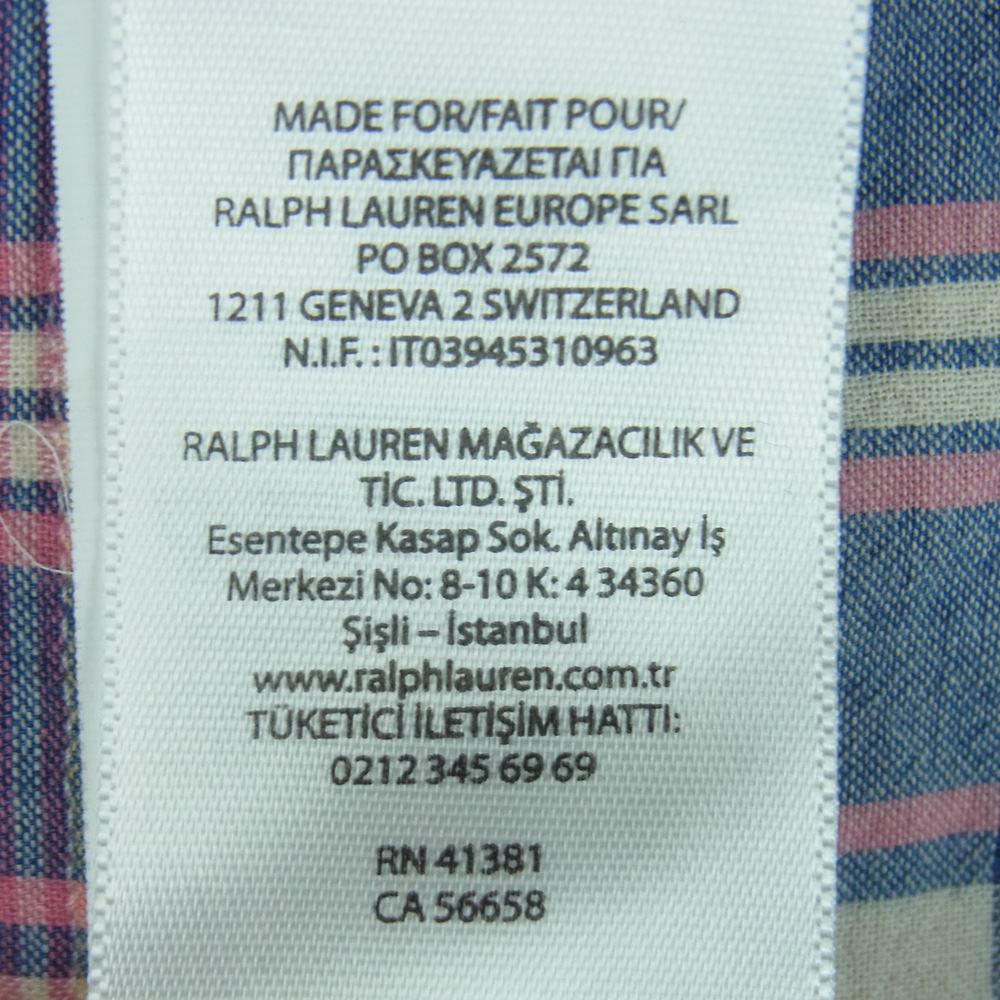 MADE FOR/FAIT POUR/
ΠΑΡΑΣΚΕΥΑΖΕΤΑΙ ΓΙΑ
RALPH LAUREN EUROPE SARL
PO BOX 2572
1211 GENEVA 2 SWITZERLAND
N.I.F. : IT03945310963
RALPH LAUREN MAĞAZACILIK VE
TİC. LTD. ŞTİ.
Esentepe Kasap Sok. Altınay İş
Merkezi No: 8-10 K: 4 34360
Şişli – İstanbul
www.ralphlauren.com.tr
TÜKETİCİ İLETİŞİM HATTI:
0212 345 69 69
RN 41381
CA 56658